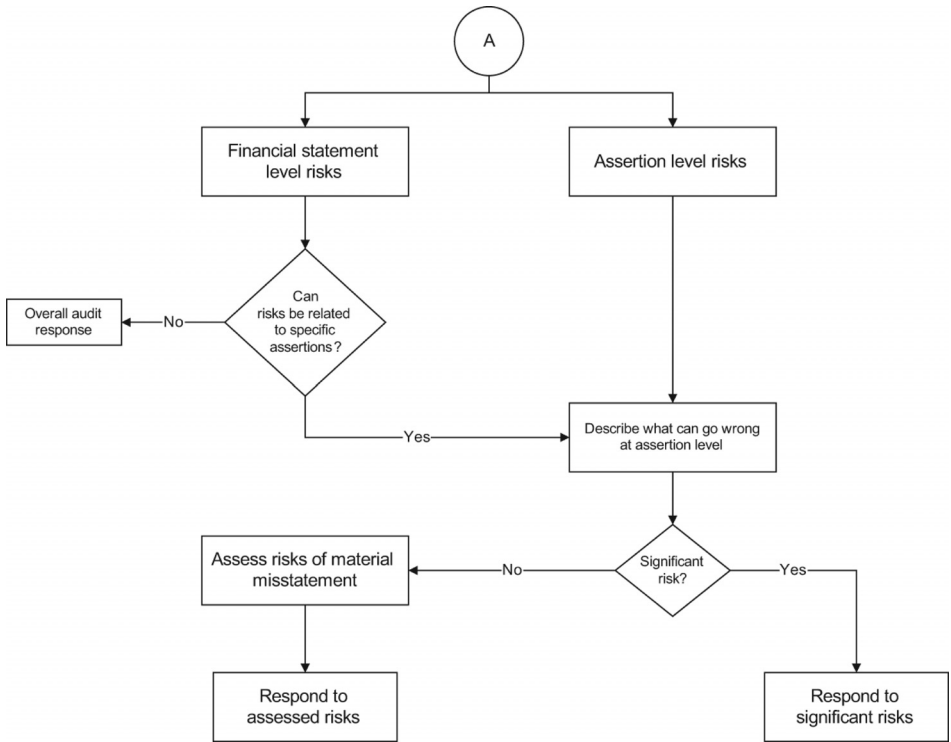 A
Financial statement
level risks
Assertion level risks
Can
risks be related
to specific
assertions?
No
Overall audit
response
Yes
Describe what can go wrong
at assertion level
Significant
risk?
No
Yes
Assess risks of material
misstatement
Respond to
assessed risks
Respond to
significant risks